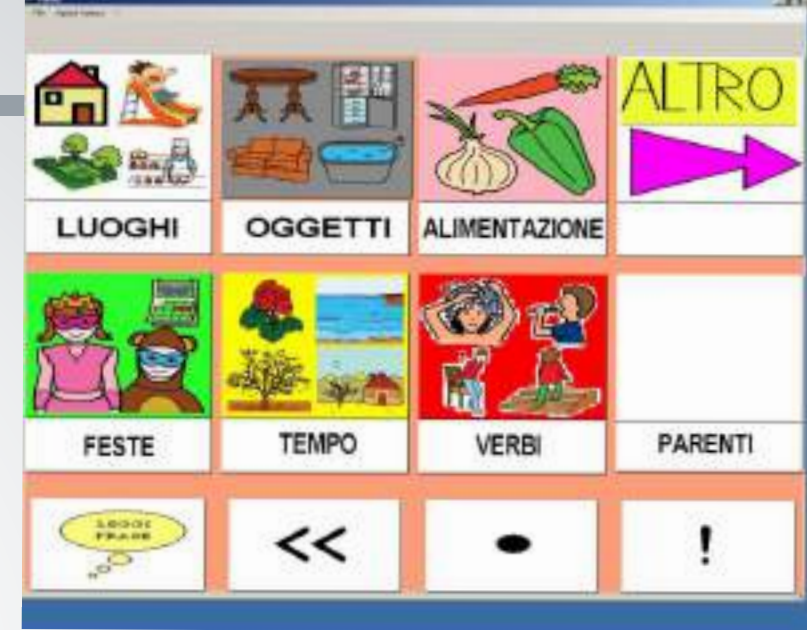 ALTRO
LUOGHI
OGGETTI
ALIMENTAZIONE
FESTE
TEMPO
VERBI
PARENTI
LEGGI
FRASE
<<
•
!